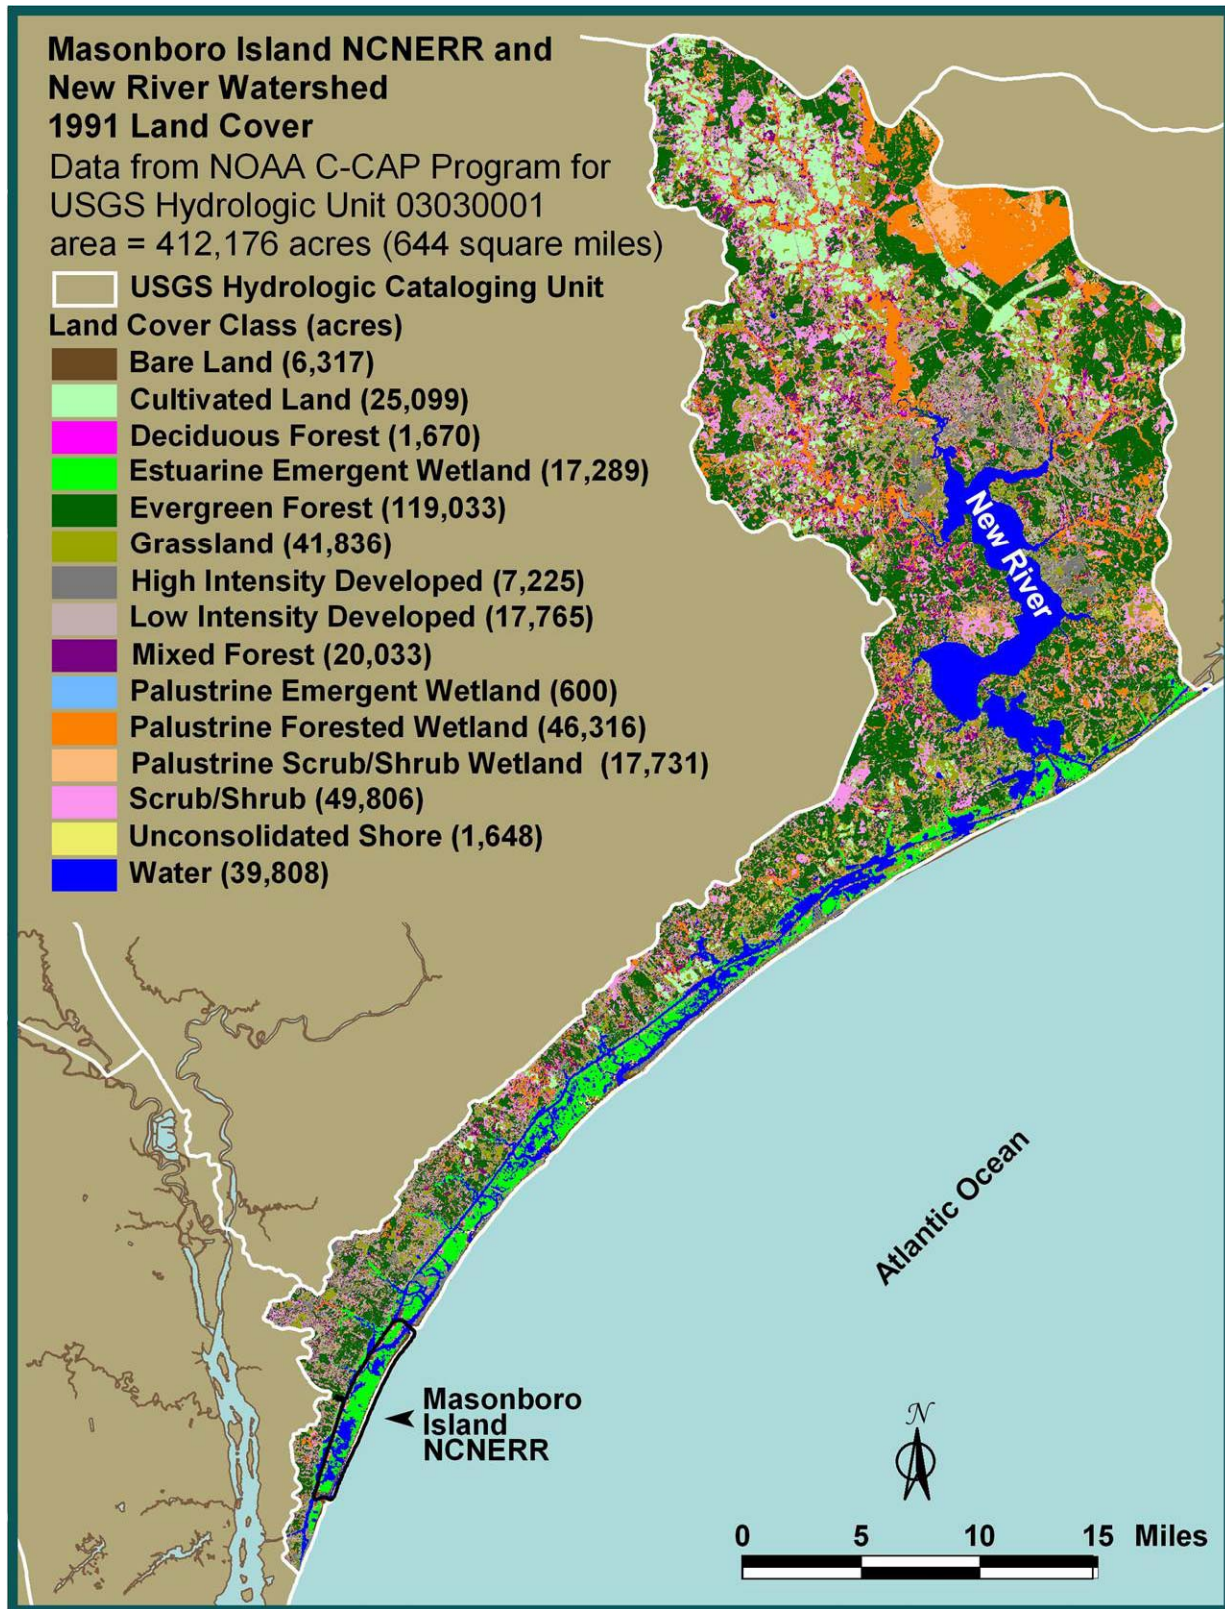 Masonboro Island NCNERR and
New River Watershed
1991 Land Cover
Data from NOAA C-CAP Program for
USGS Hydrologic Unit 03030001
area = 412,176 acres (644 square miles)
USGS Hydrologic Cataloging Unit
Land Cover Class (acres)
Bare Land (6,317)
Cultivated Land (25,099)
Deciduous Forest (1,670)
Estuarine Emergent Wetland (17,289)
Evergreen Forest (119,033)
Grassland (41,836)
High Intensity Developed (7,225)
Low Intensity Developed (17,765)
Mixed Forest (20,033)
Palustrine Emergent Wetland (600)
Palustrine Forested Wetland (46,316)
Palustrine Scrub/Shrub Wetland (17,731)
Scrub/Shrub (49,806)
Unconsolidated Shore (1,648)
Water (39,808)
New River
Atlantic Ocean
Masonboro
Island
NCNERR
N
0 5 10 15 Miles